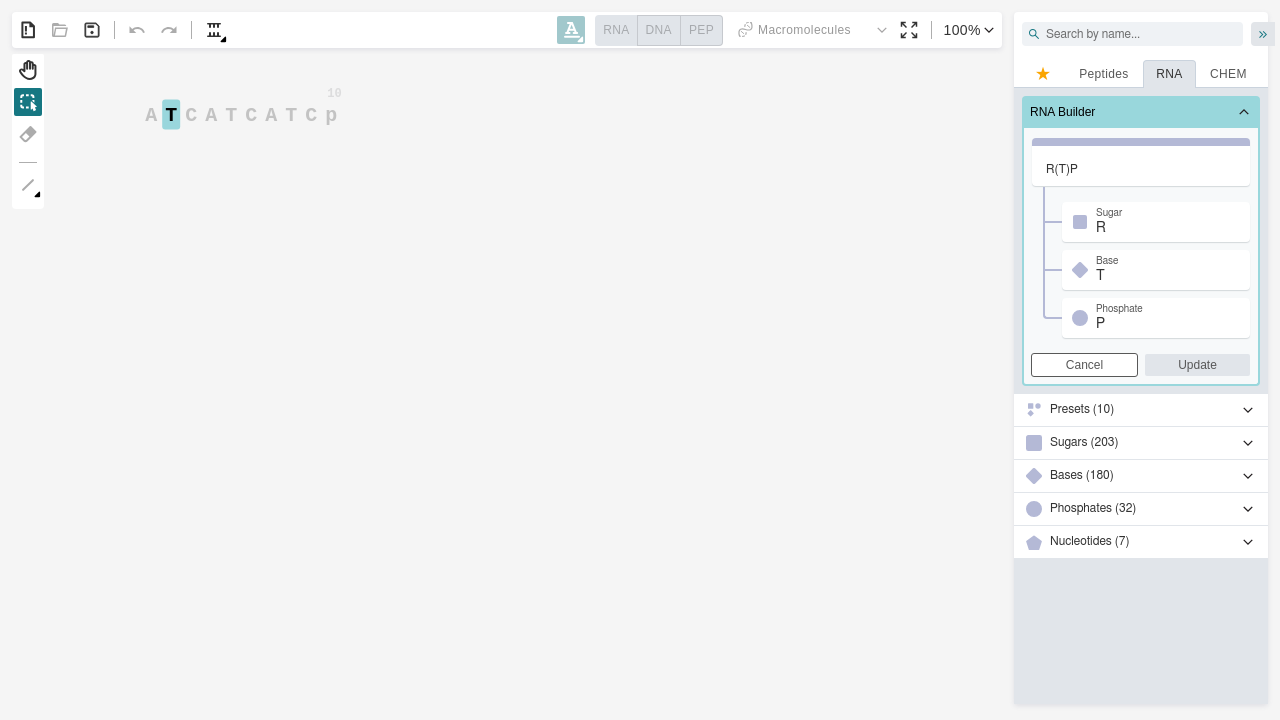 A
RNA DNA PEP
Macromolecules
100%
Search by name...
Peptides RNA CHEM
10
A T C A T C A T C p
RNA Builder
R(T)P
Sugar
R
Base
T
Phosphate
P
Cancel Update
Presets (10)
Sugars (203)
Bases (180)
Phosphates (32)
Nucleotides (7)